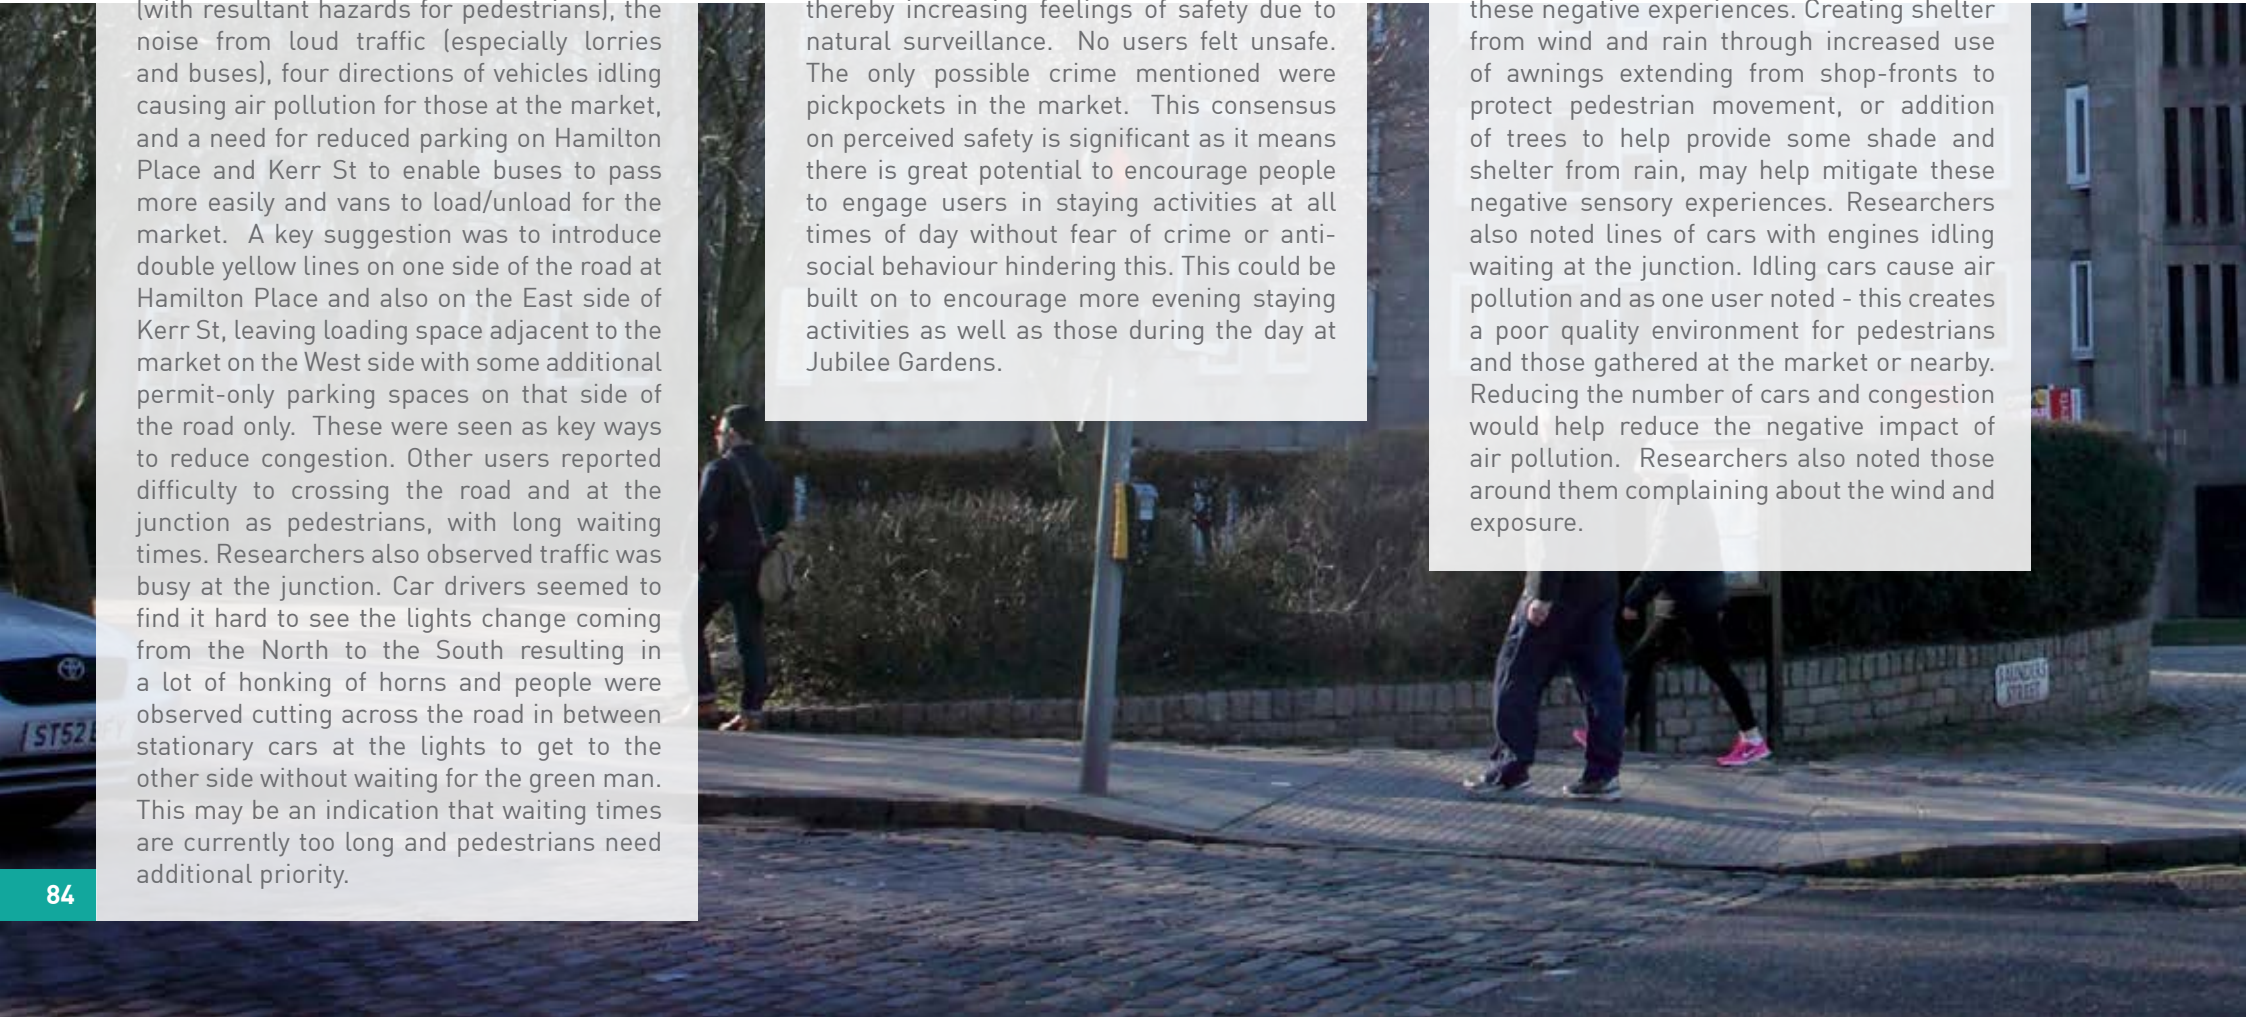 (with resultant hazards for pedestrians), the
noise from loud traffic (especially lorries
and buses), four directions of vehicles idling
causing air pollution for those at the market,
and a need for reduced parking on Hamilton
Place and Kerr St to enable buses to pass
more easily and vans to load/unload for the
market.  A key suggestion was to introduce
double yellow lines on one side of the road at
Hamilton Place and also on the East side of
Kerr St, leaving loading space adjacent to the
market on the West side with some additional
permit-only parking spaces on that side of
the road only.  These were seen as key ways
to reduce congestion. Other users reported
difficulty to crossing the road and at the
junction as pedestrians, with long waiting
times. Researchers also observed traffic was
busy at the junction. Car drivers seemed to
find it hard to see the lights change coming
from the North to the South resulting in
a lot of honking of horns and people were
observed cutting across the road in between
stationary cars at the lights to get to the
other side without waiting for the green man.
This may be an indication that waiting times
are currently too long and pedestrians need
additional priority.
thereby increasing feelings of safety due to
natural surveillance.  No users felt unsafe.
The only possible crime mentioned were
pickpockets in the market.  This consensus
on perceived safety is significant as it means
there is great potential to encourage people
to engage users in staying activities at all
times of day without fear of crime or anti-
social behaviour hindering this. This could be
built on to encourage more evening staying
activities as well as those during the day at
Jubilee Gardens.
these negative experiences. Creating shelter
from wind and rain through increased use
of awnings extending from shop-fronts to
protect pedestrian movement, or addition
of trees to help provide some shade and
shelter from rain, may help mitigate these
negative sensory experiences. Researchers
also noted lines of cars with engines idling
waiting at the junction. Idling cars cause air
pollution and as one user noted - this creates
a poor quality environment for pedestrians
and those gathered at the market or nearby.
Reducing the number of cars and congestion
would help reduce the negative impact of
air pollution.  Researchers also noted those
around them complaining about the wind and
exposure.
SAUNDERS
STREET
ST52
84